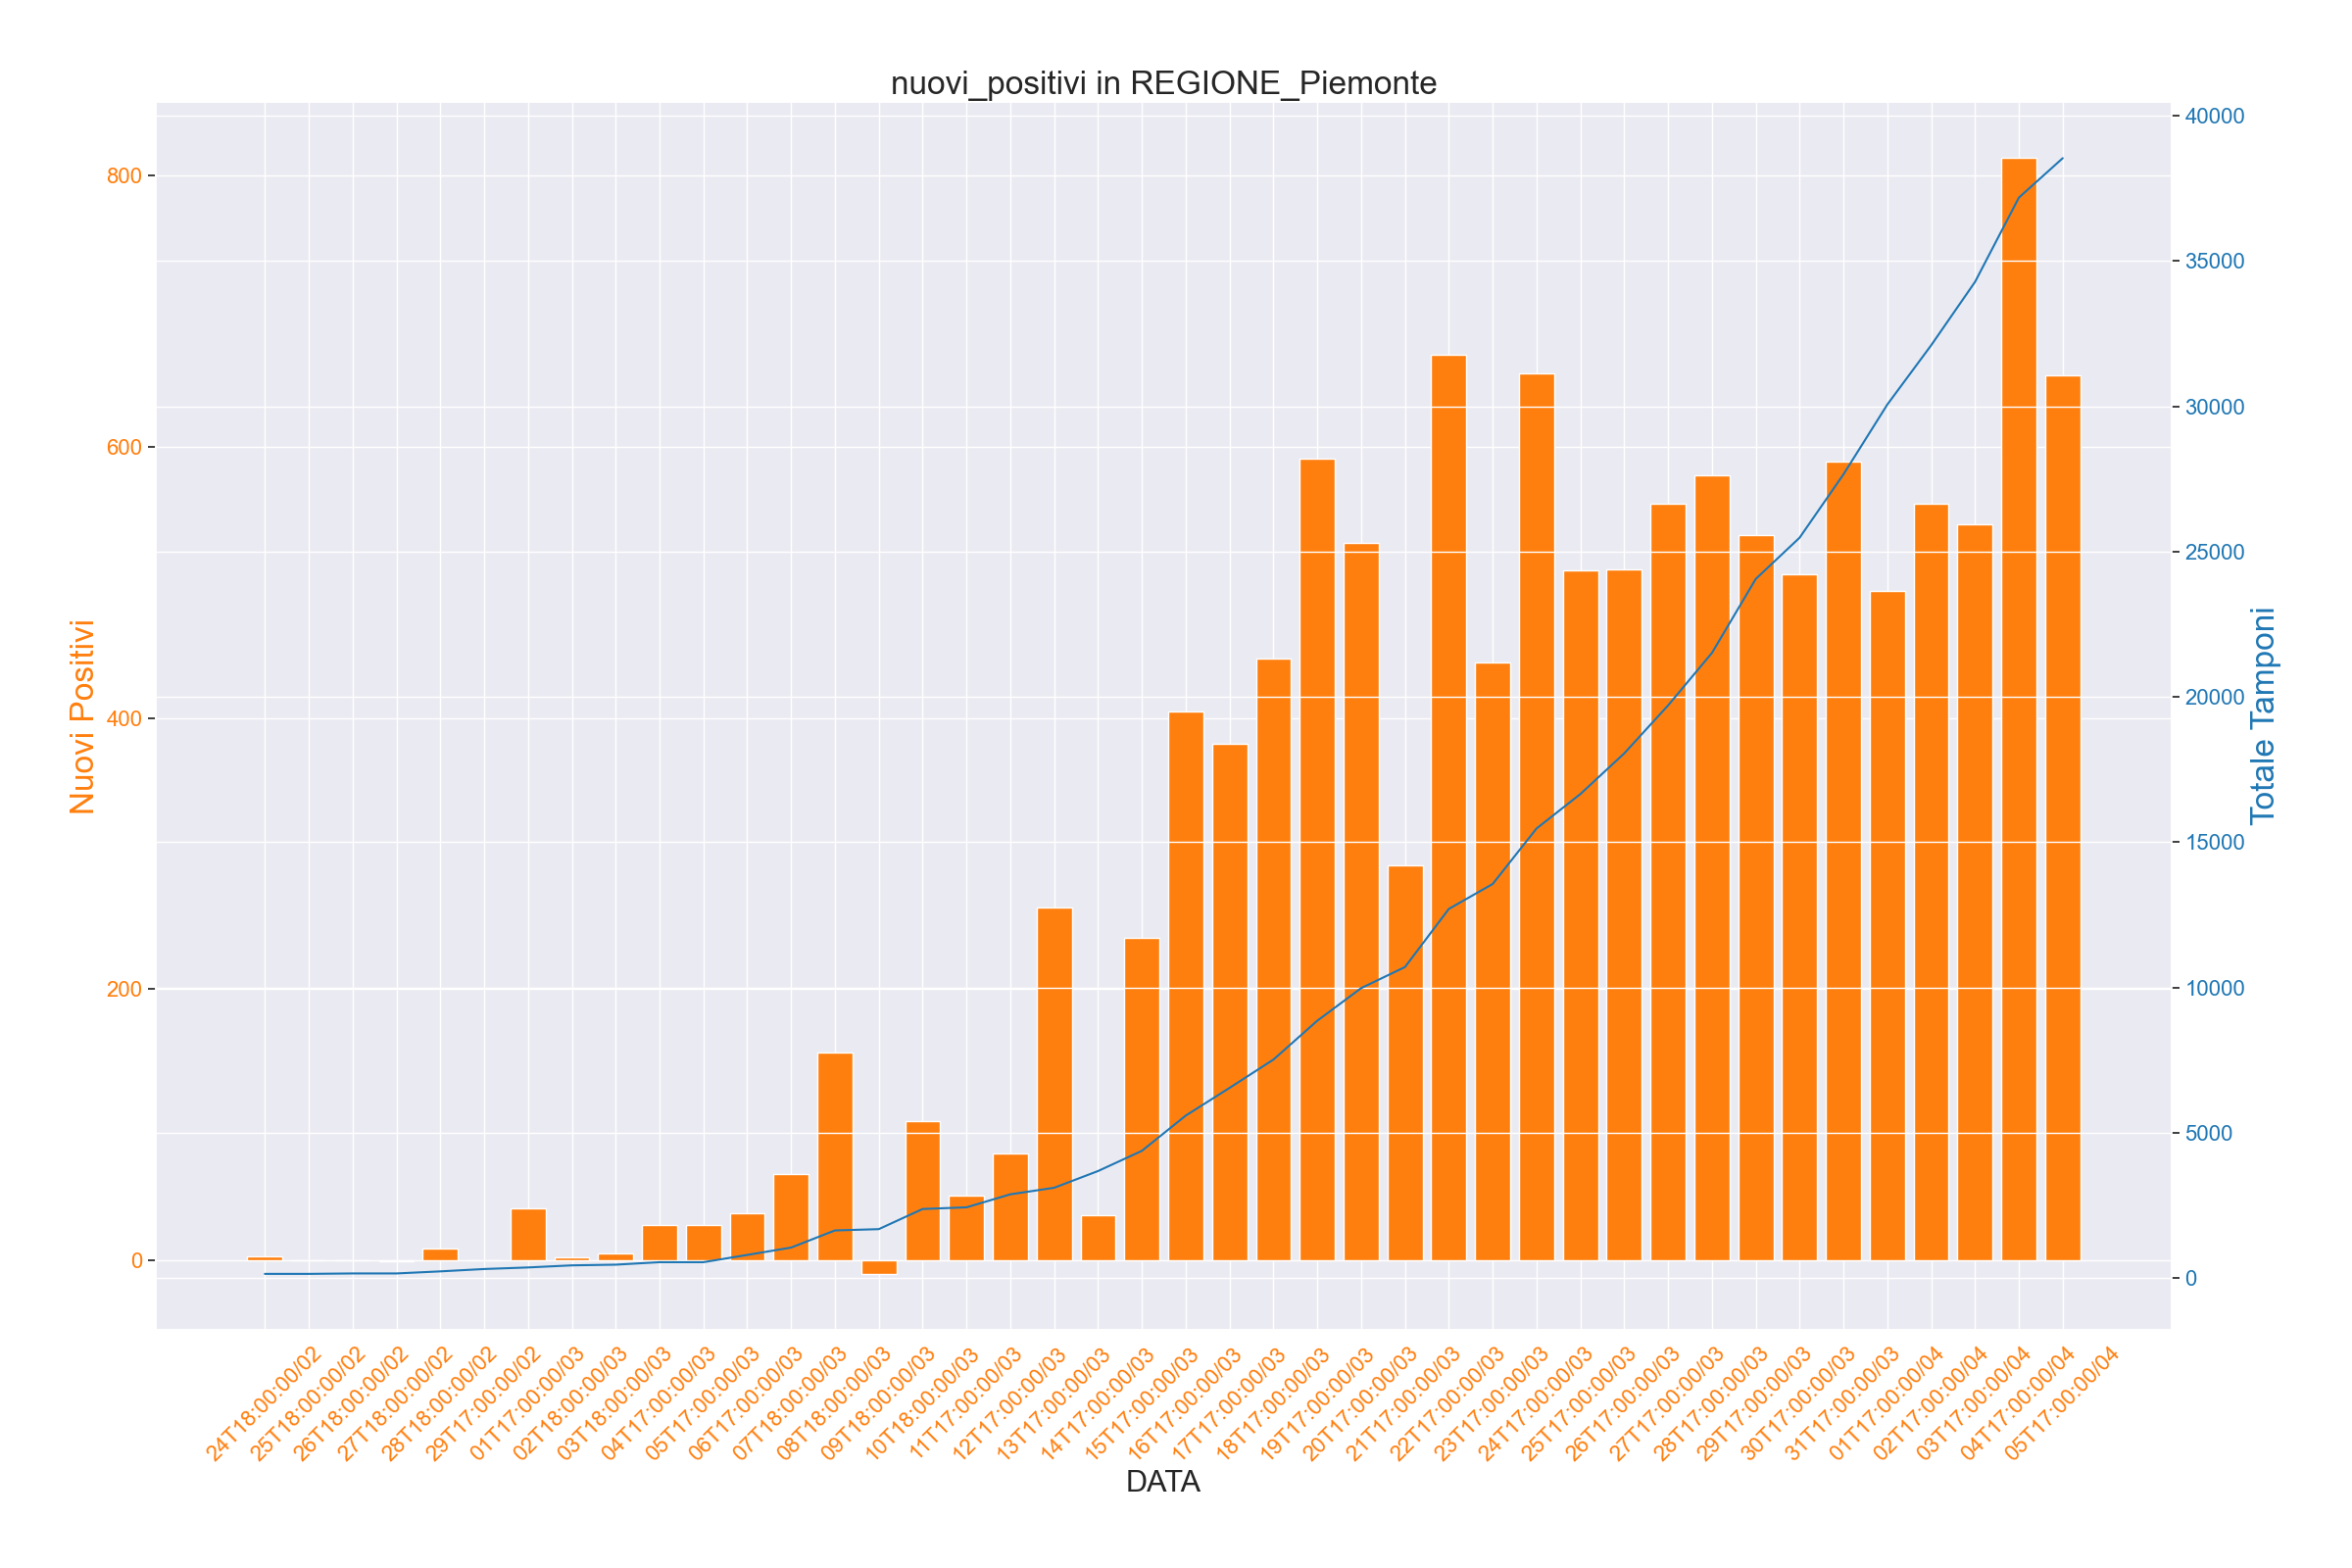 nuovi_positivi in REGIONE_Piemonte
Nuovi Positivi
800
600
400
200
0
40000
35000
30000
25000
20000
15000
10000
5000
0
Totale Tamponi
24T18:00:00/02
25T18:00:00/02
26T18:00:00/02
27T18:00:00/02
28T18:00:00/02
29T17:00:00/02
01T17:00:00/03
02T18:00:00/03
03T18:00:00/03
04T17:00:00/03
05T17:00:00/03
06T17:00:00/03
07T18:00:00/03
08T18:00:00/03
09T18:00:00/03
10T18:00:00/03
11T17:00:00/03
12T17:00:00/03
13T17:00:00/03
14T17:00:00/03
15T17:00:00/03
16T17:00:00/03
17T17:00:00/03
18T17:00:00/03
19T17:00:00/03
20T17:00:00/03
21T17:00:00/03
22T17:00:00/03
23T17:00:00/03
24T17:00:00/03
25T17:00:00/03
26T17:00:00/03
27T17:00:00/03
28T17:00:00/03
29T17:00:00/03
30T17:00:00/03
31T17:00:00/03
01T17:00:00/04
02T17:00:00/04
03T17:00:00/04
04T17:00:00/04
05T17:00:00/04
DATA